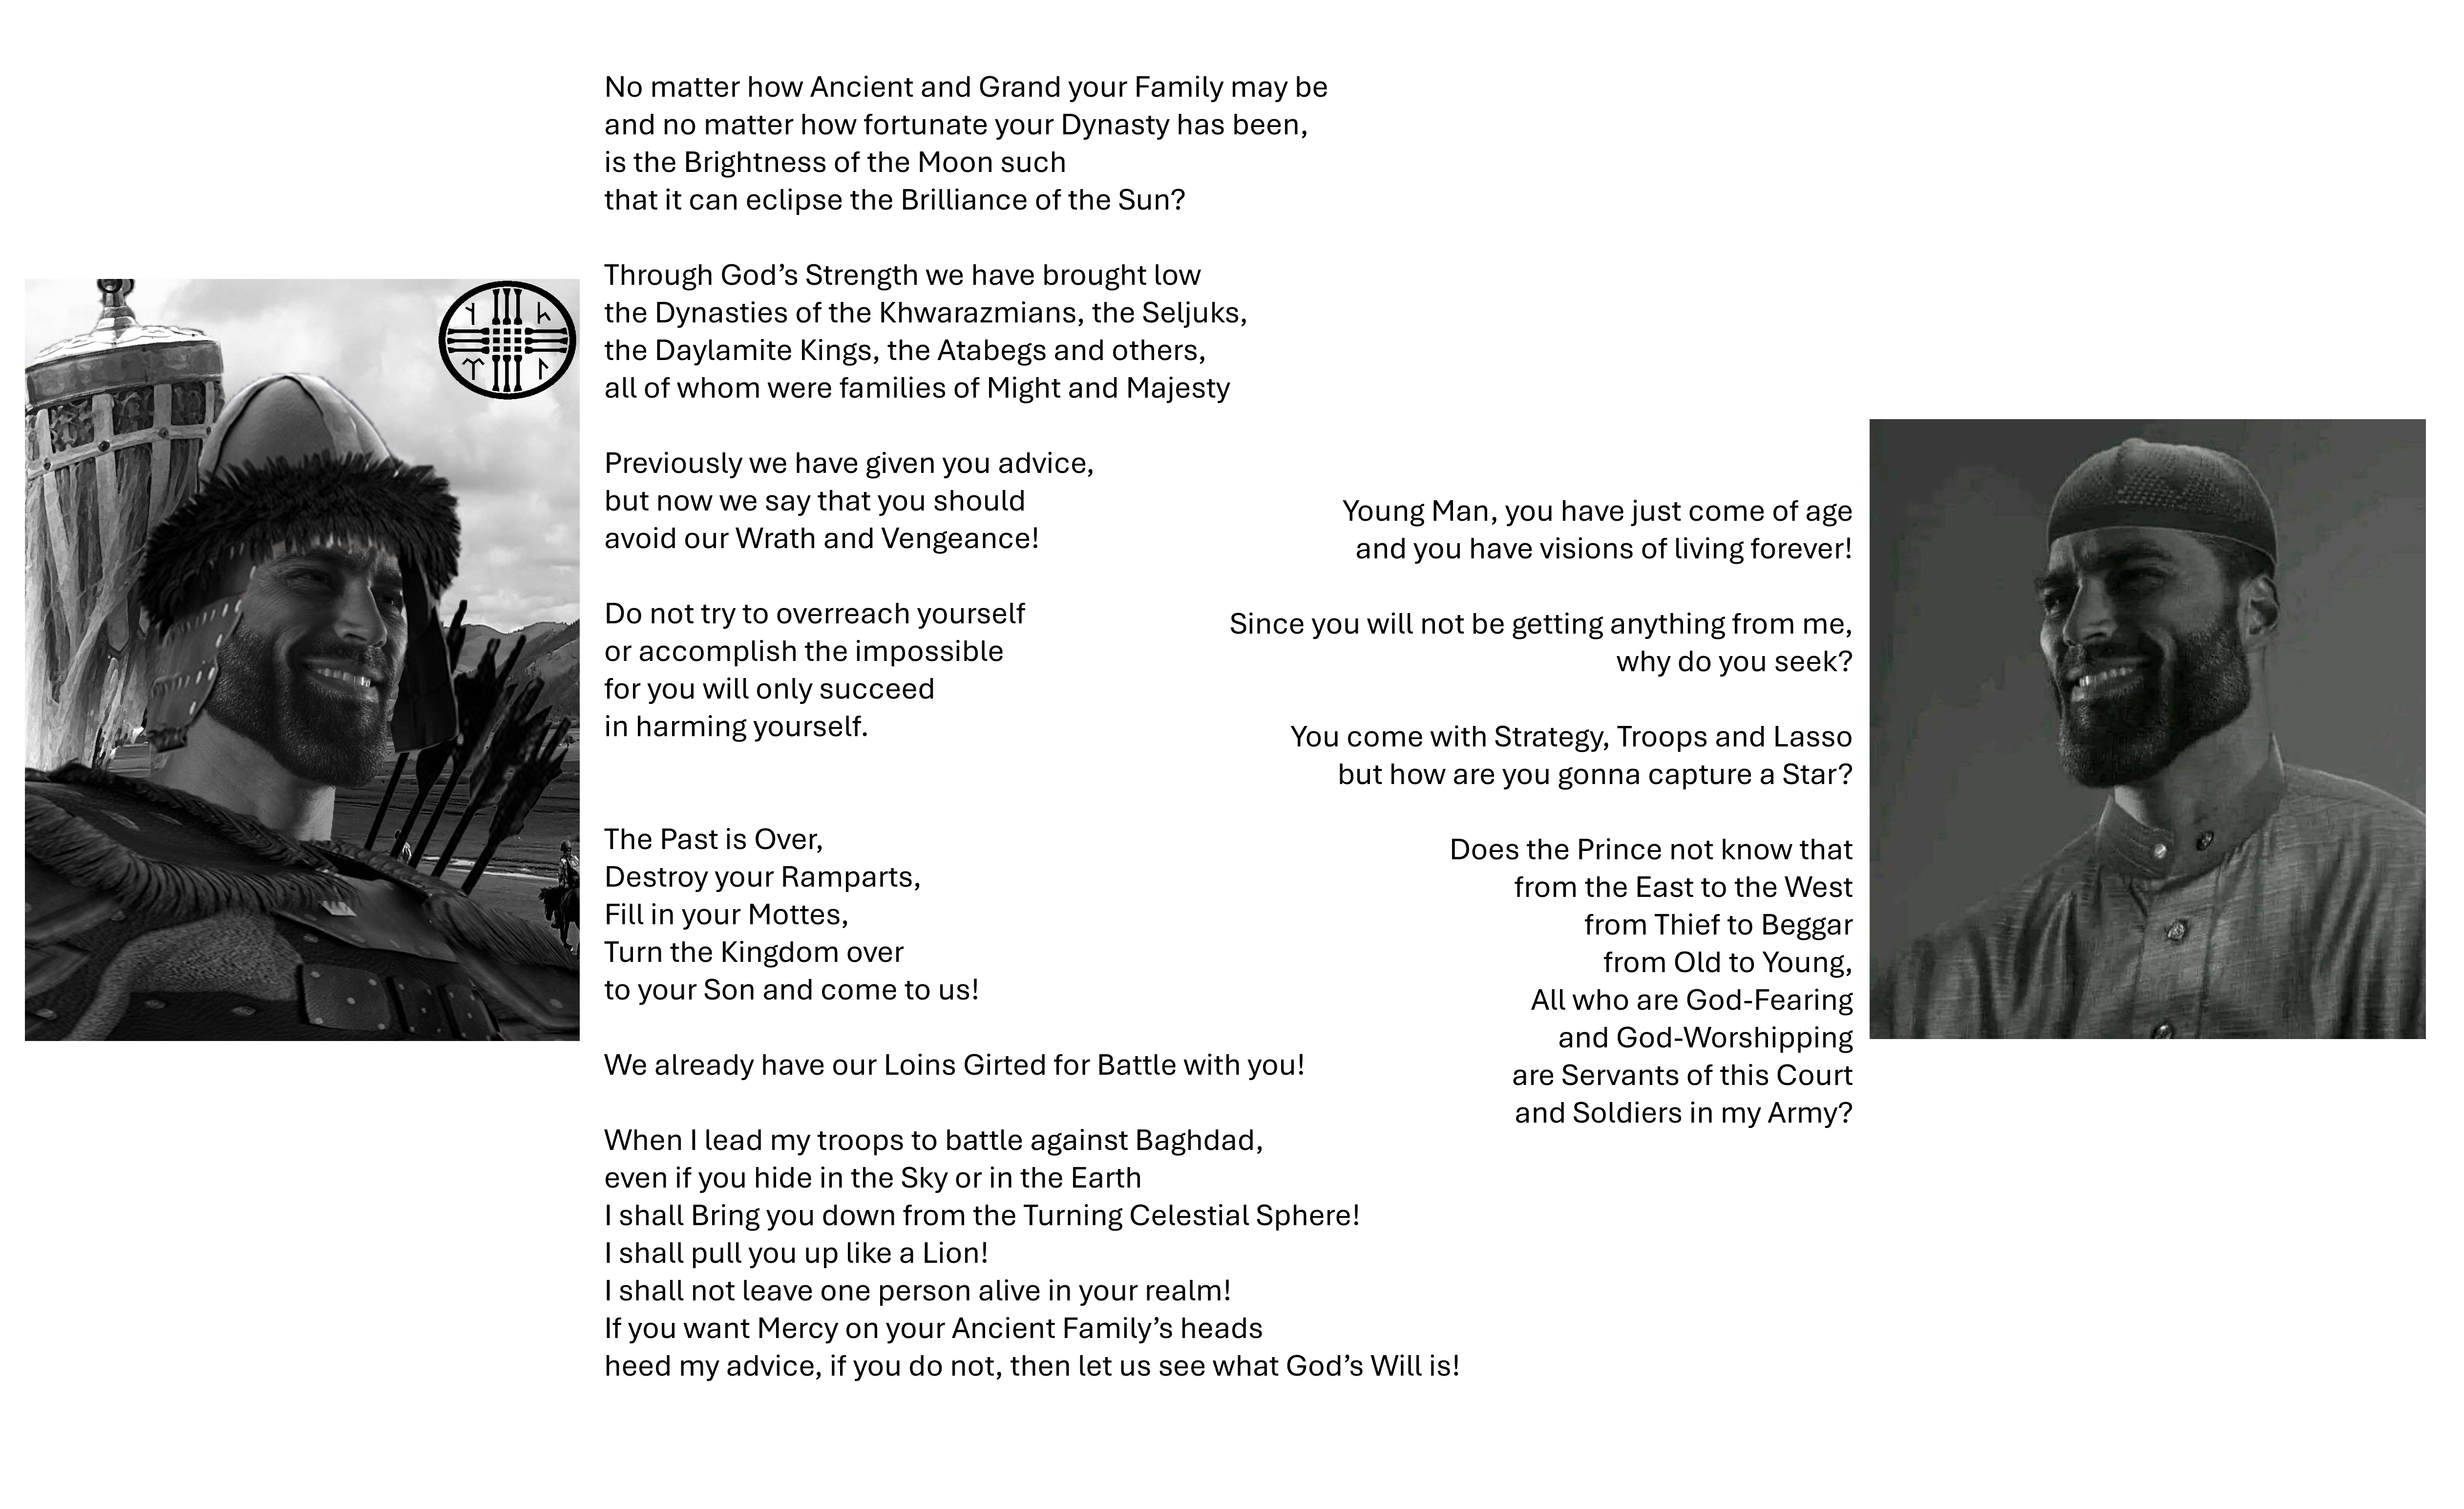 No matter how Ancient and Grand your Family may be
and no matter how fortunate your Dynasty has been,
is the Brightness of the Moon such
that it can eclipse the Brilliance of the Sun?
Through God’s Strength we have brought low
the Dynasties of the Khwarazmians, the Seljuks,
the Daylamite Kings, the Atabegs and others,
all of whom were families of Might and Majesty
Previously we have given you advice,
but now we say that you should
avoid our Wrath and Vengeance!
Do not try to overreach yourself
or accomplish the impossible
for you will only succeed
in harming yourself.
Young Man, you have just come of age
and you have visions of living forever!
Since you will not be getting anything from me,
why do you seek?
You come with Strategy, Troops and Lasso
but how are you gonna capture a Star?
Does the Prince not know that
from the East to the West
from Thief to Beggar
from Old to Young,
All who are God-Fearing
and God-Worshipping
are Servants of this Court
and Soldiers in my Army?
The Past is Over,
Destroy your Ramparts,
Fill in your Mottes,
Turn the Kingdom over
to your Son and come to us!
We already have our Loins Girted for Battle with you!
When I lead my troops to battle against Baghdad,
even if you hide in the Sky or in the Earth
I shall Bring you down from the Turning Celestial Sphere!
I shall pull you up like a Lion!
I shall not leave one person alive in your realm!
If you want Mercy on your Ancient Family’s heads
heed my advice, if you do not, then let us see what God’s Will is!